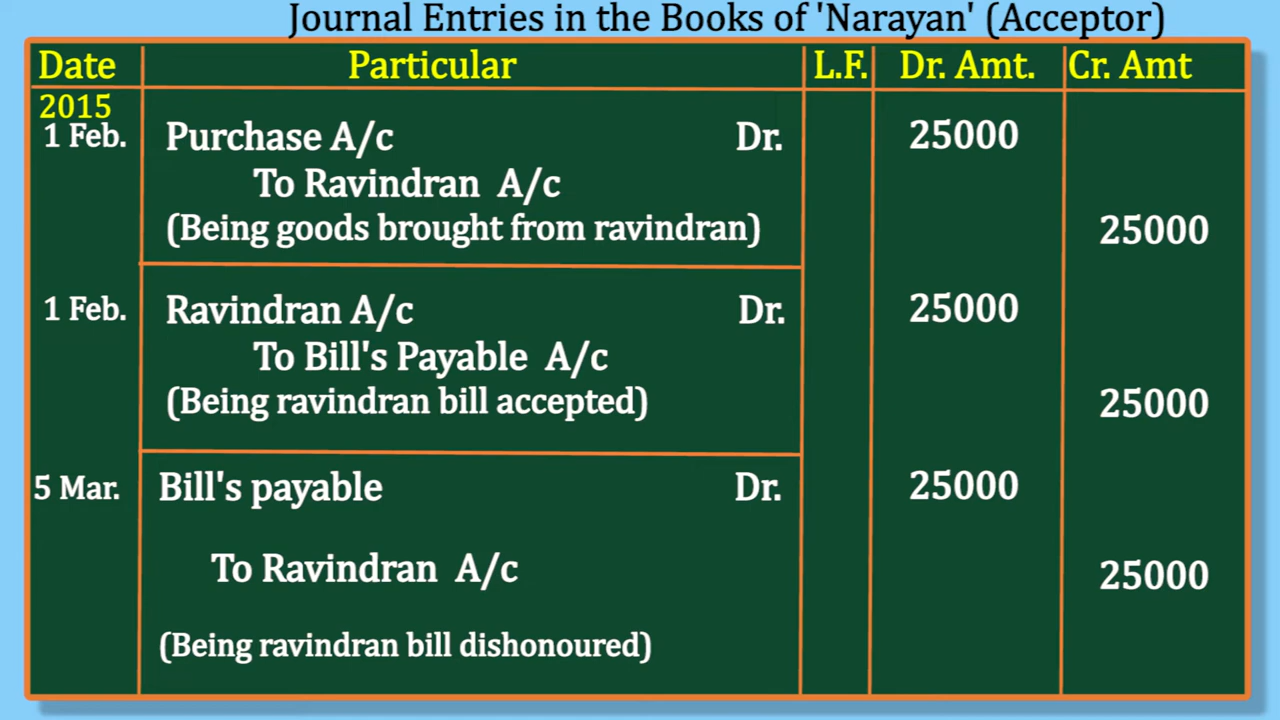 Journal Entries in the Books of 'Narayan' (Acceptor)
Date Particular L.F. Dr. Amt. Cr. Amt
2015
1 Feb. Purchase A/c Dr. 25000
To Ravindran A/c
(Being goods brought from ravindran) 25000
1 Feb. Ravindran A/c Dr. 25000
To Bill's Payable A/c
(Being ravindran bill accepted) 25000
5 Mar. Bill's payable Dr. 25000
To Ravindran A/c 25000
(Being ravindran bill dishonoured)